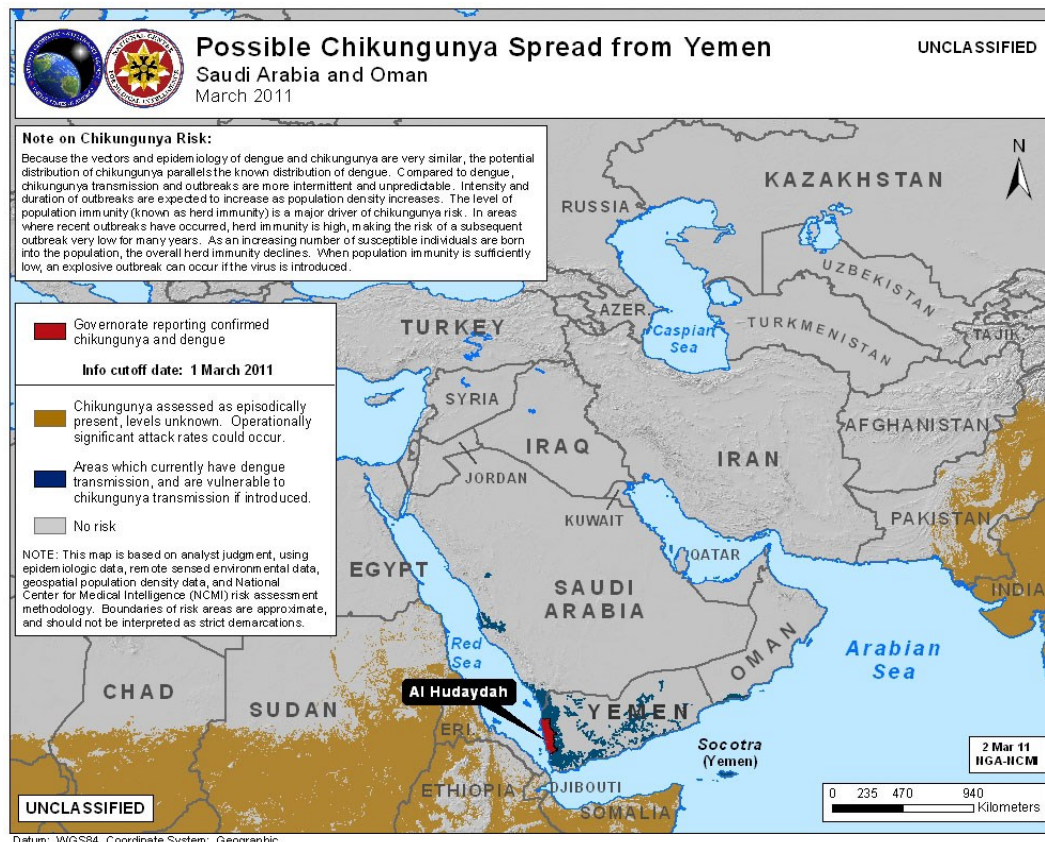 Possible Chikungunya Spread from Yemen
Saudi Arabia and Oman
March 2011
UNCLASSIFIED
Note on Chikungunya Risk:
Because the vectors and epidemiology of dengue and chikungunya are very similar, the potential
distribution of chikungunya parallels the known distribution of dengue. Compared to dengue,
chikungunya transmission and outbreaks are more intermittent and unpredictable. Intensity and
duration of outbreaks are expected to increase as population density increases. The level of
population immunity (known as herd immunity) is a major driver of chikungunya risk. In areas
where recent outbreaks have occurred, herd immunity is high, making the risk of a subsequent
outbreak very low for many years. As an increasing number of susceptible individuals are born
into the population, the overall herd immunity declines. When population immunity is sufficiently
low, an explosive outbreak can occur if the virus is introduced.
Governorate reporting confirmed
chikungunya and dengue
Info cutoff date: 1 March 2011
Chikungunya assessed as episodically
present, levels unknown. Operationally
significant attack rates could occur.
Areas which currently have dengue
transmission, and are vulnerable to
chikungunya transmission if introduced.
No risk
NOTE: This map is based on analyst judgment, using
epidemiologic data, remote sensed environmental data,
geospatial population density data, and National
Center for Medical Intelligence (NCMI) risk assessment
methodology. Boundaries of risk areas are approximate,
and should not be interpreted as strict demarcations.
N
KAZAKHSTAN
RUSSIA
UZBEKISTAN
AZER.
TURKEY
Caspian
Sea
TURKMENISTAN
TAJIK.
SYRIA
AFGHANISTAN
IRAQ
IRAN
JORDAN
KUWAIT
PAKISTAN
QATAR
EGYPT
SAUDI
ARABIA
INDIA
OMAN
Red
Sea
Arabian
Sea
CHAD
Al Hudaydah
SUDAN
YEMEN
ERI.
Socotra
(Yemen)
2 Mar 11
NGA-NCMI
DJIBOUTI
ETHIOPIA
SOMALIA
UNCLASSIFIED
0 235 470 940
Kilometers
Datum: WGS84 Coordinate System: Geographic